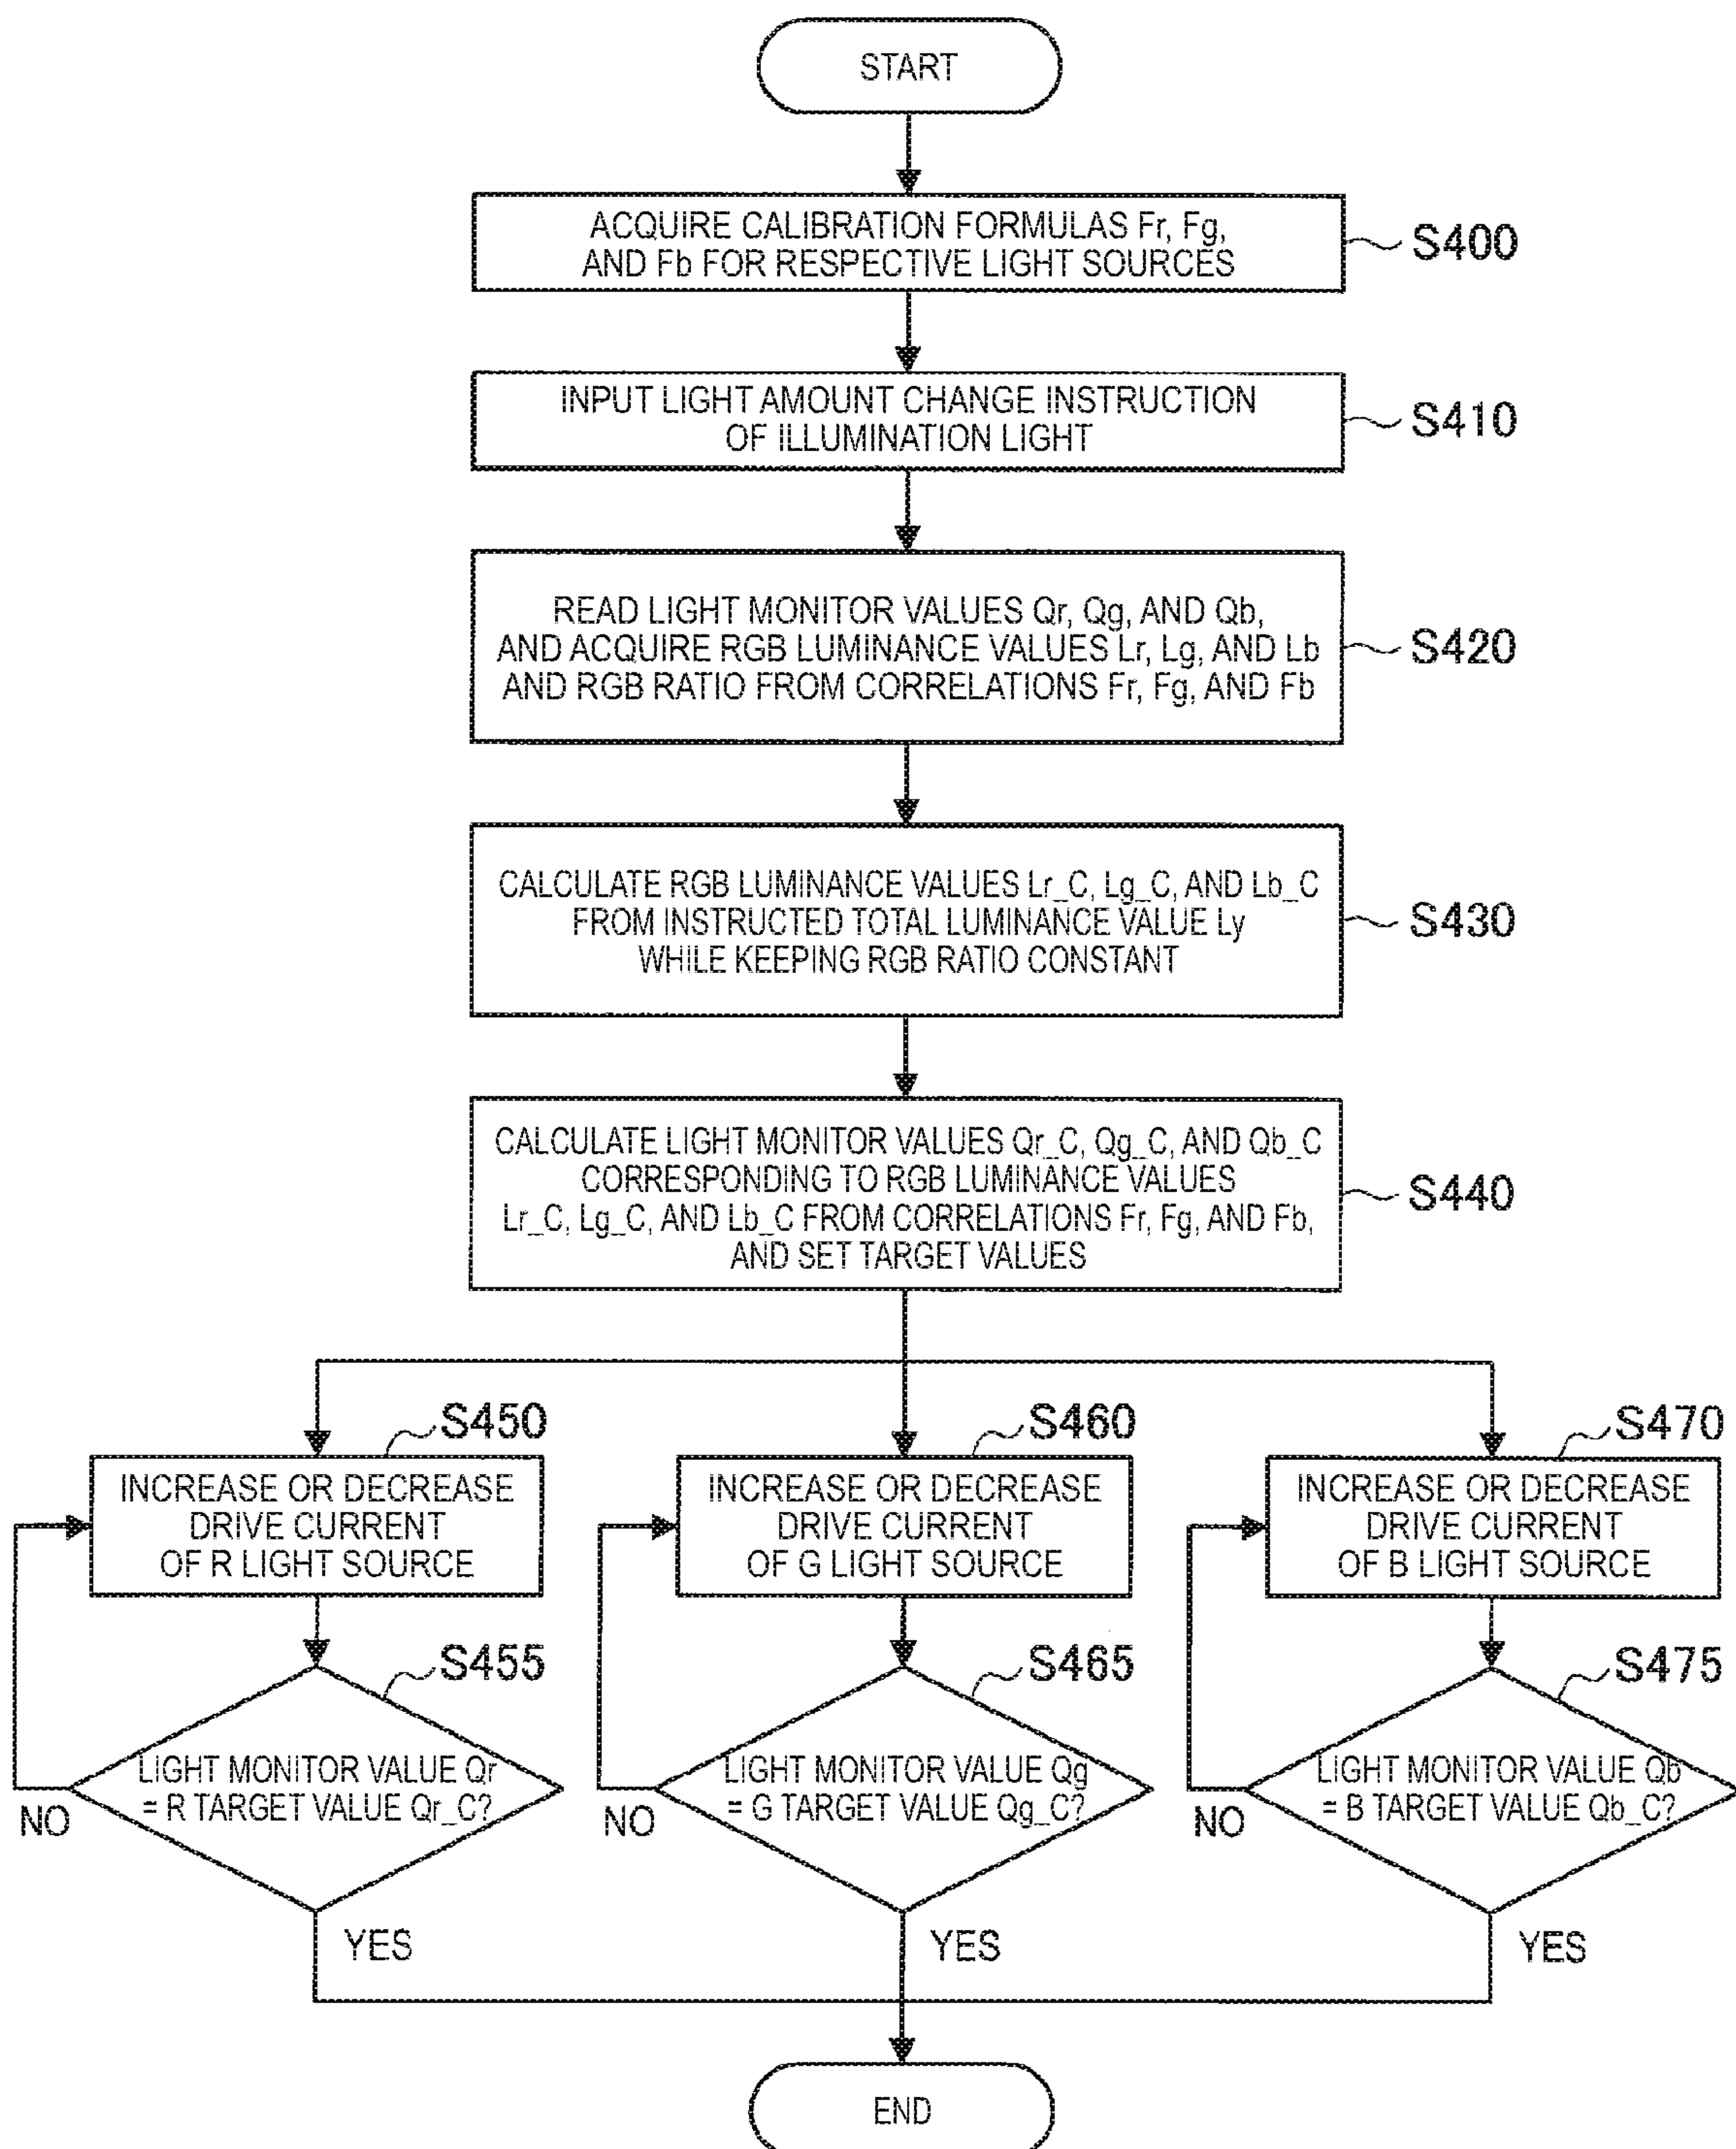 START
ACQUIRE CALIBRATION FORMULAS Fr, Fg,
AND Fb FOR RESPECTIVE LIGHT SOURCES
S400
INPUT LIGHT AMOUNT CHANGE INSTRUCTION
OF ILLUMINATION LIGHT
S410
READ LIGHT MONITOR VALUES Qr, Qg, AND Qb,
AND ACQUIRE RGB LUMINANCE VALUES Lr, Lg, AND Lb
AND RGB RATIO FROM CORRELATIONS Fr, Fg, AND Fb
S420
CALCULATE RGB LUMINANCE VALUES Lr_C, Lg_C, AND Lb_C
FROM INSTRUCTED TOTAL LUMINANCE VALUE Ly
WHILE KEEPING RGB RATIO CONSTANT
S430
CALCULATE LIGHT MONITOR VALUES Qr_C, Qg_C, AND Qb_C
CORRESPONDING TO RGB LUMINANCE VALUES
Lr_C, Lg_C, AND Lb_C FROM CORRELATIONS Fr, Fg, AND Fb,
AND SET TARGET VALUES
S440
S450
INCREASE OR DECREASE
DRIVE CURRENT
OF R LIGHT SOURCE
S460
INCREASE OR DECREASE
DRIVE CURRENT
OF G LIGHT SOURCE
S470
INCREASE OR DECREASE
DRIVE CURRENT
OF B LIGHT SOURCE
S455
LIGHT MONITOR VALUE Qr
= R TARGET VALUE Qr_C?
NO
YES
S465
LIGHT MONITOR VALUE Qg
= G TARGET VALUE Qg_C?
NO
YES
S475
LIGHT MONITOR VALUE Qb
= B TARGET VALUE Qb_C?
NO
YES
END